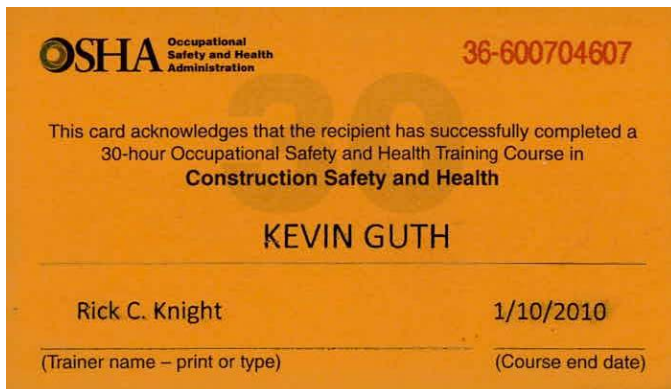 OSHA Occupational
Safety and Health
Administration
36-600704607
30
This card acknowledges that the recipient has successfully completed a
30-hour Occupational Safety and Health Training Course in
Construction Safety and Health
KEVIN GUTH
Rick C. Knight 1/10/2010
(Trainer name – print or type) (Course end date)